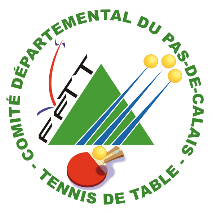 COMITÉ DÉPARTEMENTAL DU PAS-DE-CALAIS
- TENNIS DE TABLE -
FFTT